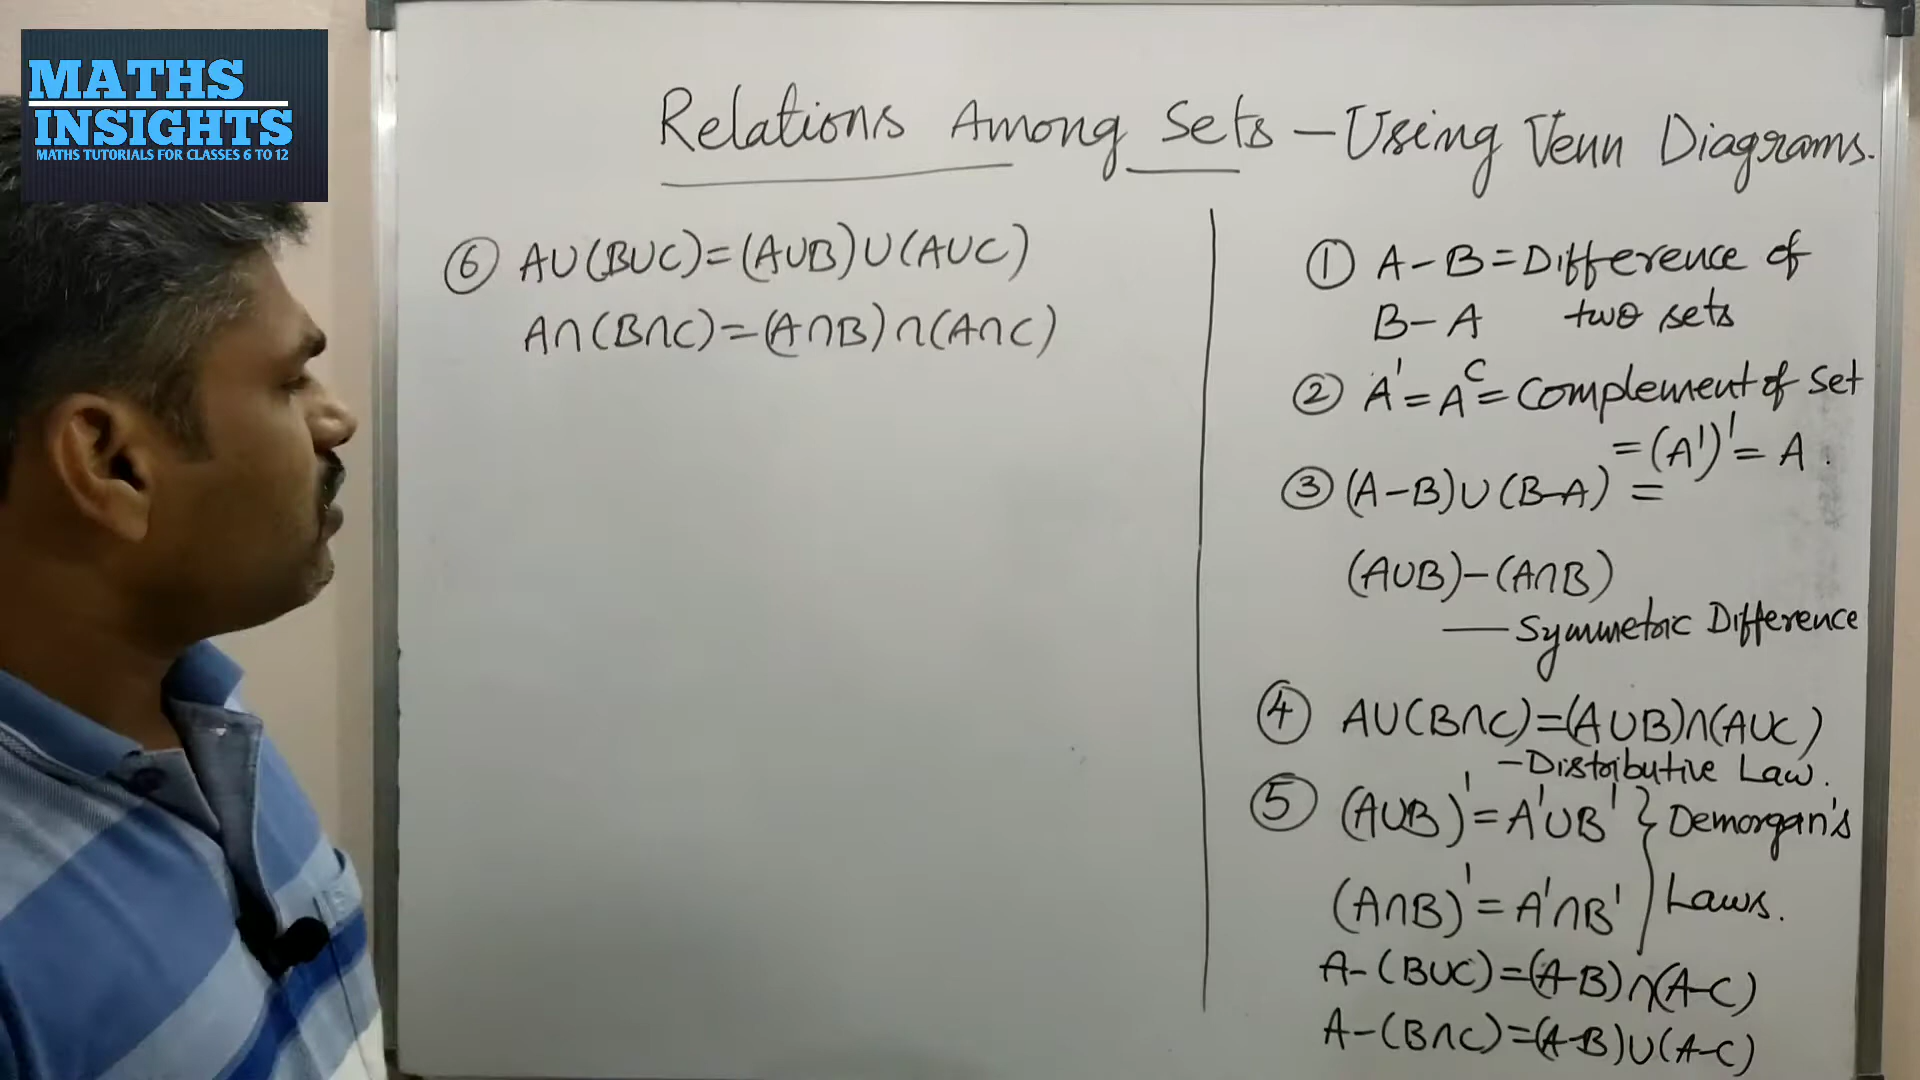 MATHS
INSIGHTS
MATHS TUTORIALS FOR CLASSES 6 TO 12
Relations Among Sets - Using Venn Diagrams.
⑥ A∪(B∪C)=(A∪B)∪(A∪C)
A∩(B∩C)=(A∩B)∩(A∩C)
① A-B=Difference of
B-A two sets
② A'=Aᶜ=Complement of Set
=(A')'=A.
③ (A-B)∪(B-A) =
(A∪B)-(A∩B)
— Symmetric Difference
④ A∪(B∩C)=(A∪B)∩(A∪C)
-Distributive Law.
⑤ (A∪B)'=A'∪B' } Demorgan's
(A∩B)'=A'∩B' Laws.
A-(B∪C)=(A-B)∩(A-C)
A-(B∩C)=(A-B)∪(A-C)